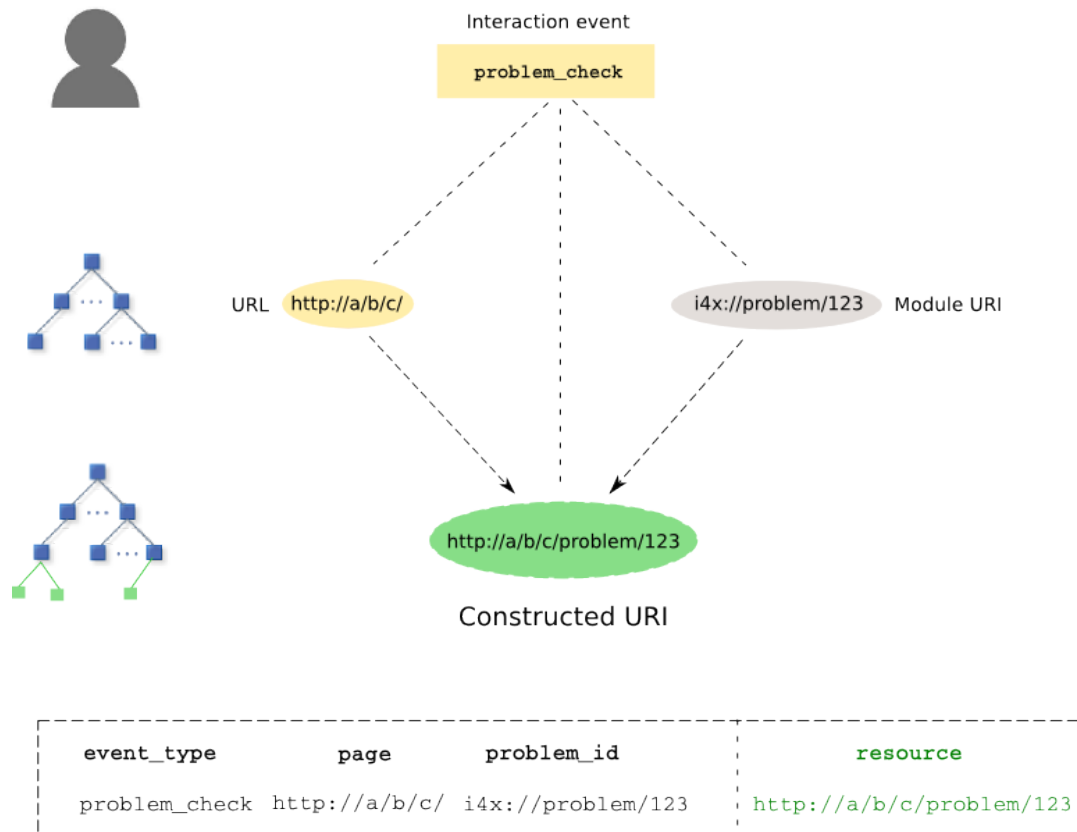 Interaction event
problem_check
URL http://a/b/c/ i4x://problem/123 Module URI
http://a/b/c/problem/123
Constructed URI
event_type page problem_id resource
problem_check http://a/b/c/ i4x://problem/123 http://a/b/c/problem/123